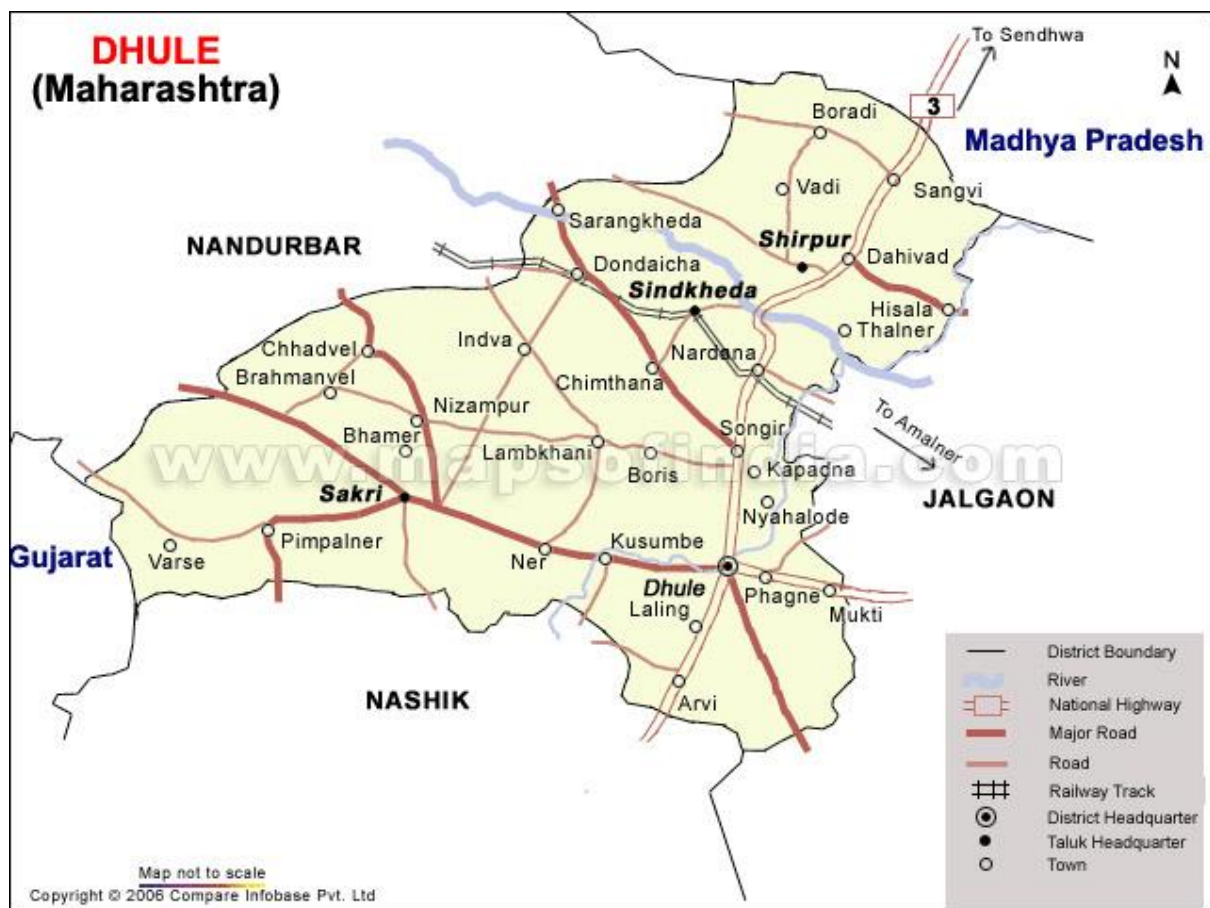 DHULE
(Maharashtra)
To Sendhwa
N
3
Boradi
Madhya Pradesh
Vadi
Sangvi
Sarangkheda
NANDURBAR
Shirpur
Dahivad
Dondaicha
Sindkheda
Hisala
Thalner
Indva
Nardana
Chhadvel
Brahmanvel
Chimthana
Nizampur
To Amalner
Bhamer
Lambkhani
Songir
Boris
Kapadna
www.mapsofindia.com
Sakri
JALGAON
Nyahalode
Gujarat
Varse
Pimpalner
Ner
Kusumbe
Dhule
Phagne
Laling
Mukti
NASHIK
Arvi
District Boundary
River
National Highway
Major Road
Road
Railway Track
District Headquarter
Taluk Headquarter
Town
Map not to scale
Copyright © 2006 Compare Infobase Pvt. Ltd